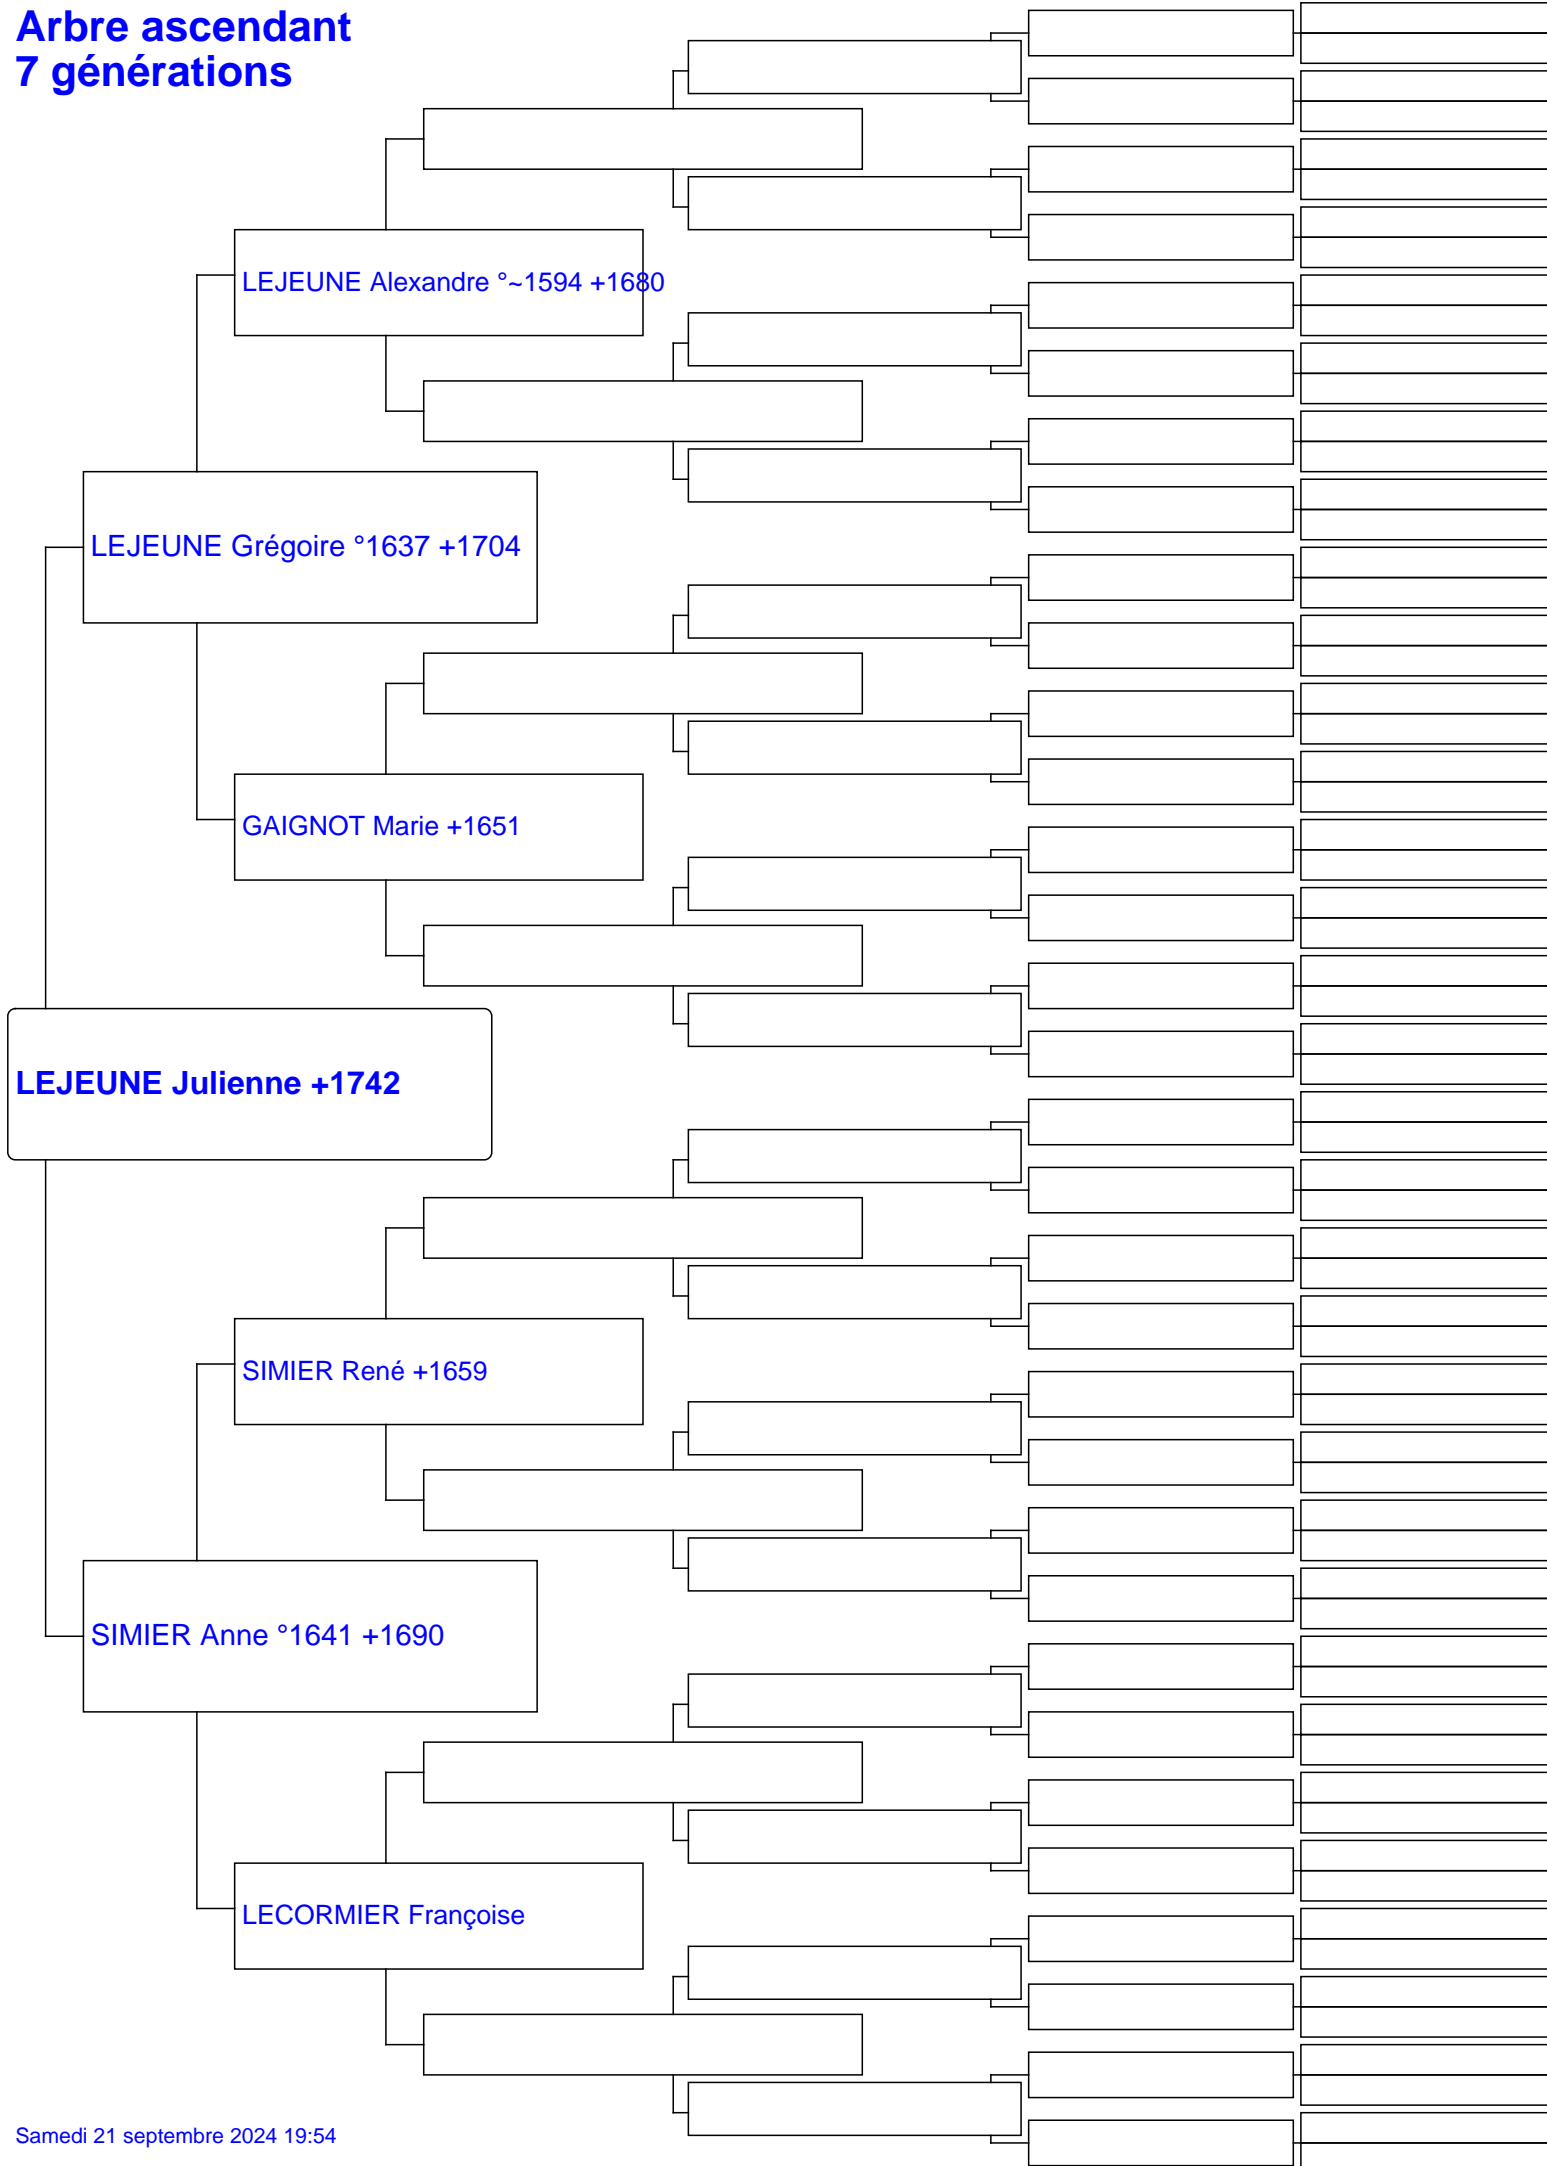 Arbre ascendant
7 générations
LEJEUNE Alexandre °~1594 +1680
LEJEUNE Grégoire °1637 +1704
GAIGNOT Marie +1651
LEJEUNE Julienne +1742
SIMIER René +1659
SIMIER Anne °1641 +1690
LECORMIER Françoise
Samedi 21 septembre 2024 19:54